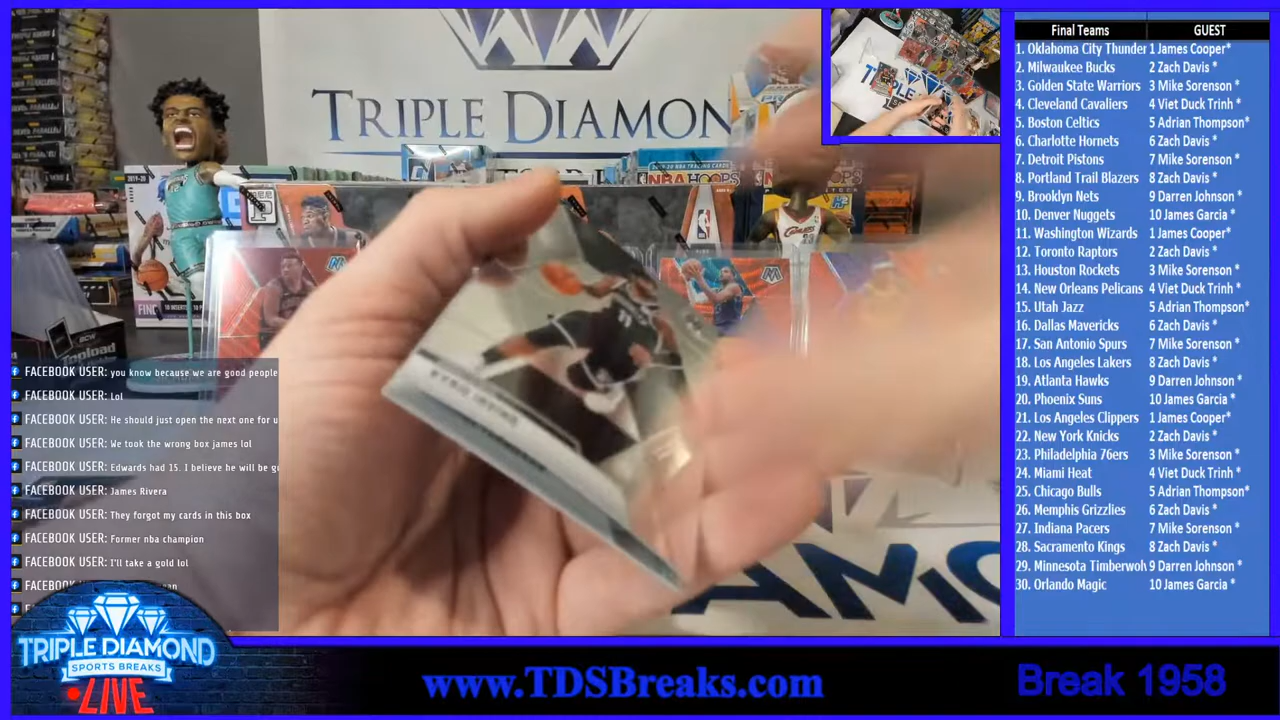 TRIPLE DIAMOND
NBA HOOPS
2019-20 NBA TRADING CARDS
KYRIE IRVING
AMO
FACEBOOK USER: you know because we are good people
FACEBOOK USER: Lol
FACEBOOK USER: He should just open the next one for u
FACEBOOK USER: We took the wrong box james lol
FACEBOOK USER: Edwards had 15. I believe he will be g
FACEBOOK USER: James Rivera
FACEBOOK USER: They forgot my cards in this box
FACEBOOK USER: Former nba champion
FACEBOOK USER: I'll take a gold lol
TRIPLE DIAMOND
SPORTS BREAKS
LIVE
www.TDSBreaks.com
Break 1958
Final Teams GUEST
1. Oklahoma City Thunder 1 James Cooper*
2. Milwaukee Bucks 2 Zach Davis *
3. Golden State Warriors 3 Mike Sorenson *
4. Cleveland Cavaliers 4 Viet Duck Trinh *
5. Boston Celtics 5 Adrian Thompson*
6. Charlotte Hornets 6 Zach Davis *
7. Detroit Pistons 7 Mike Sorenson *
8. Portland Trail Blazers 8 Zach Davis *
9. Brooklyn Nets 9 Darren Johnson *
10. Denver Nuggets 10 James Garcia *
11. Washington Wizards 1 James Cooper*
12. Toronto Raptors 2 Zach Davis *
13. Houston Rockets 3 Mike Sorenson *
14. New Orleans Pelicans 4 Viet Duck Trinh *
15. Utah Jazz 5 Adrian Thompson*
16. Dallas Mavericks 6 Zach Davis *
17. San Antonio Spurs 7 Mike Sorenson *
18. Los Angeles Lakers 8 Zach Davis *
19. Atlanta Hawks 9 Darren Johnson *
20. Phoenix Suns 10 James Garcia *
21. Los Angeles Clippers 1 James Cooper*
22. New York Knicks 2 Zach Davis *
23. Philadelphia 76ers 3 Mike Sorenson *
24. Miami Heat 4 Viet Duck Trinh *
25. Chicago Bulls 5 Adrian Thompson*
26. Memphis Grizzlies 6 Zach Davis *
27. Indiana Pacers 7 Mike Sorenson *
28. Sacramento Kings 8 Zach Davis *
29. Minnesota Timberwol 9 Darren Johnson *
30. Orlando Magic 10 James Garcia *